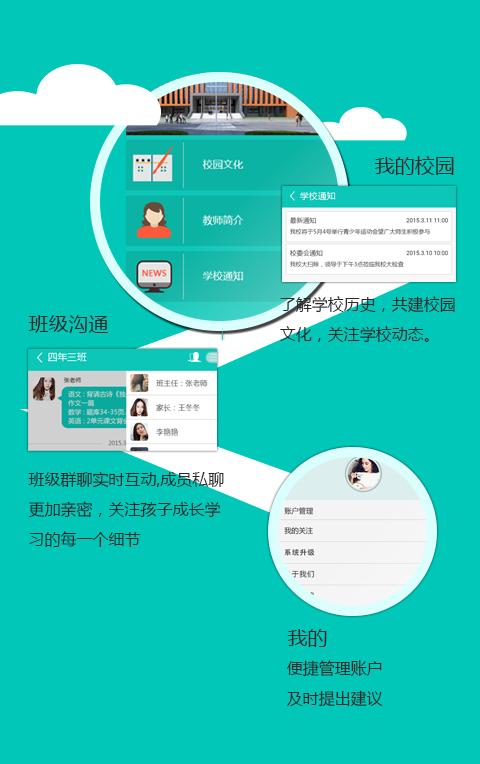 校园文化
教师简介
NEWS
学校通知
我的校园
学校通知
最新通知 2015.3.11 11:00
我校将于5月4号举行青少年运动会望广大师生积极参与
校委会通知 2015.3.10 10:00
我校大扫除，领导于下午3点莅临我校大检查
了解学校历史，共建校园
文化，关注学校动态。
班级沟通
四年三班
张老师
语文：背诵古诗《独
作文一篇
数学：题库34-35页,
英语：2单元课文背
2015.3
班主任：张老师
家长：王冬冬
李艳艳
班级群聊实时互动,成员私聊
更加亲密，关注孩子成长学
习的每一个细节
账户管理
我的关注
系统升级
于我们
我的
便捷管理账户
及时提出建议